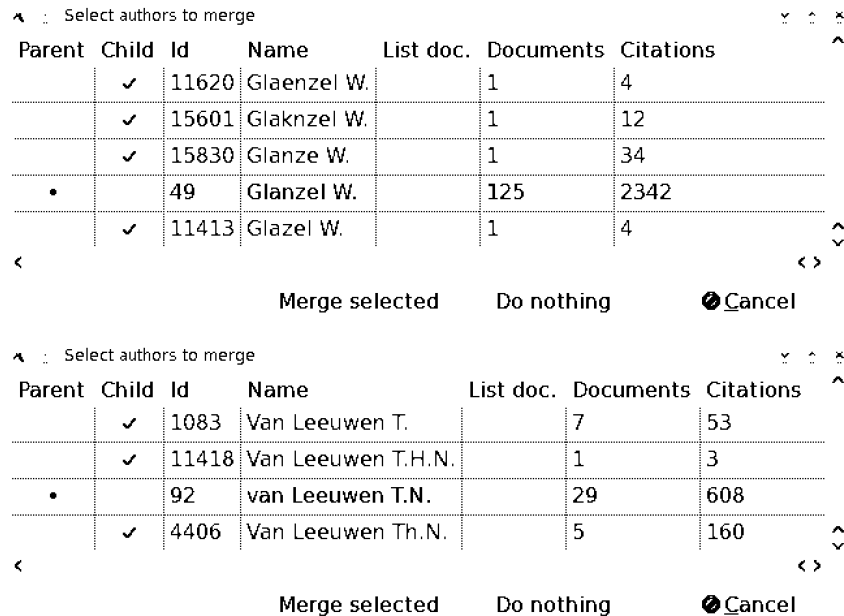 Select authors to merge
Parent Child Id Name List doc. Documents Citations
✓ 11620 Glaenzel W. 1 4
✓ 15601 Glaknzel W. 1 12
✓ 15830 Glanze W. 1 34
• 49 Glanzel W. 125 2342
✓ 11413 Glazel W. 1 4
Merge selected Do nothing Cancel
Select authors to merge
Parent Child Id Name List doc. Documents Citations
✓ 1083 Van Leeuwen T. 7 53
✓ 11418 Van Leeuwen T.H.N. 1 3
• 92 van Leeuwen T.N. 29 608
✓ 4406 Van Leeuwen Th.N. 5 160
Merge selected Do nothing Cancel